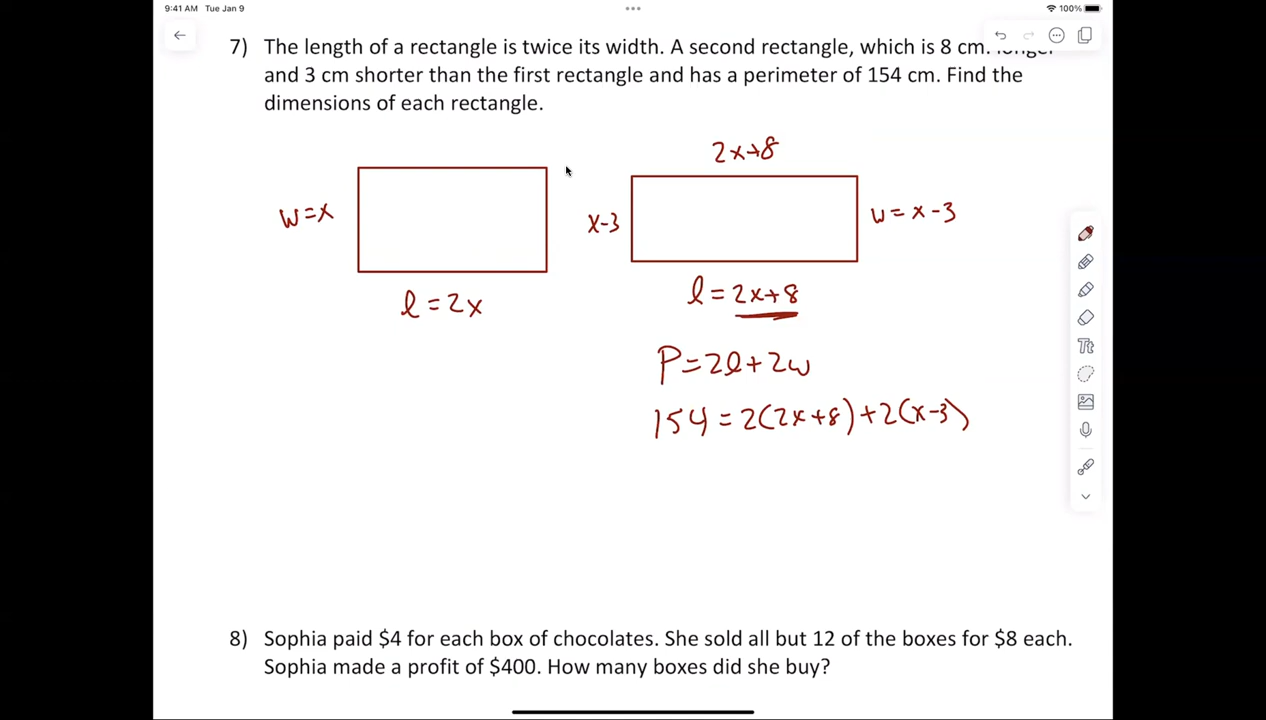 9:41 AM Tue Jan 9
100%
7) The length of a rectangle is twice its width. A second rectangle, which is 8 cm. longer
and 3 cm shorter than the first rectangle and has a perimeter of 154 cm. Find the
dimensions of each rectangle.
2x+8
w=x
x-3
w=x-3
l=2x
l=2x+8
P=2l+2w
154=2(2x+8)+2(x-3)
Tt
8) Sophia paid $4 for each box of chocolates. She sold all but 12 of the boxes for $8 each.
Sophia made a profit of $400. How many boxes did she buy?